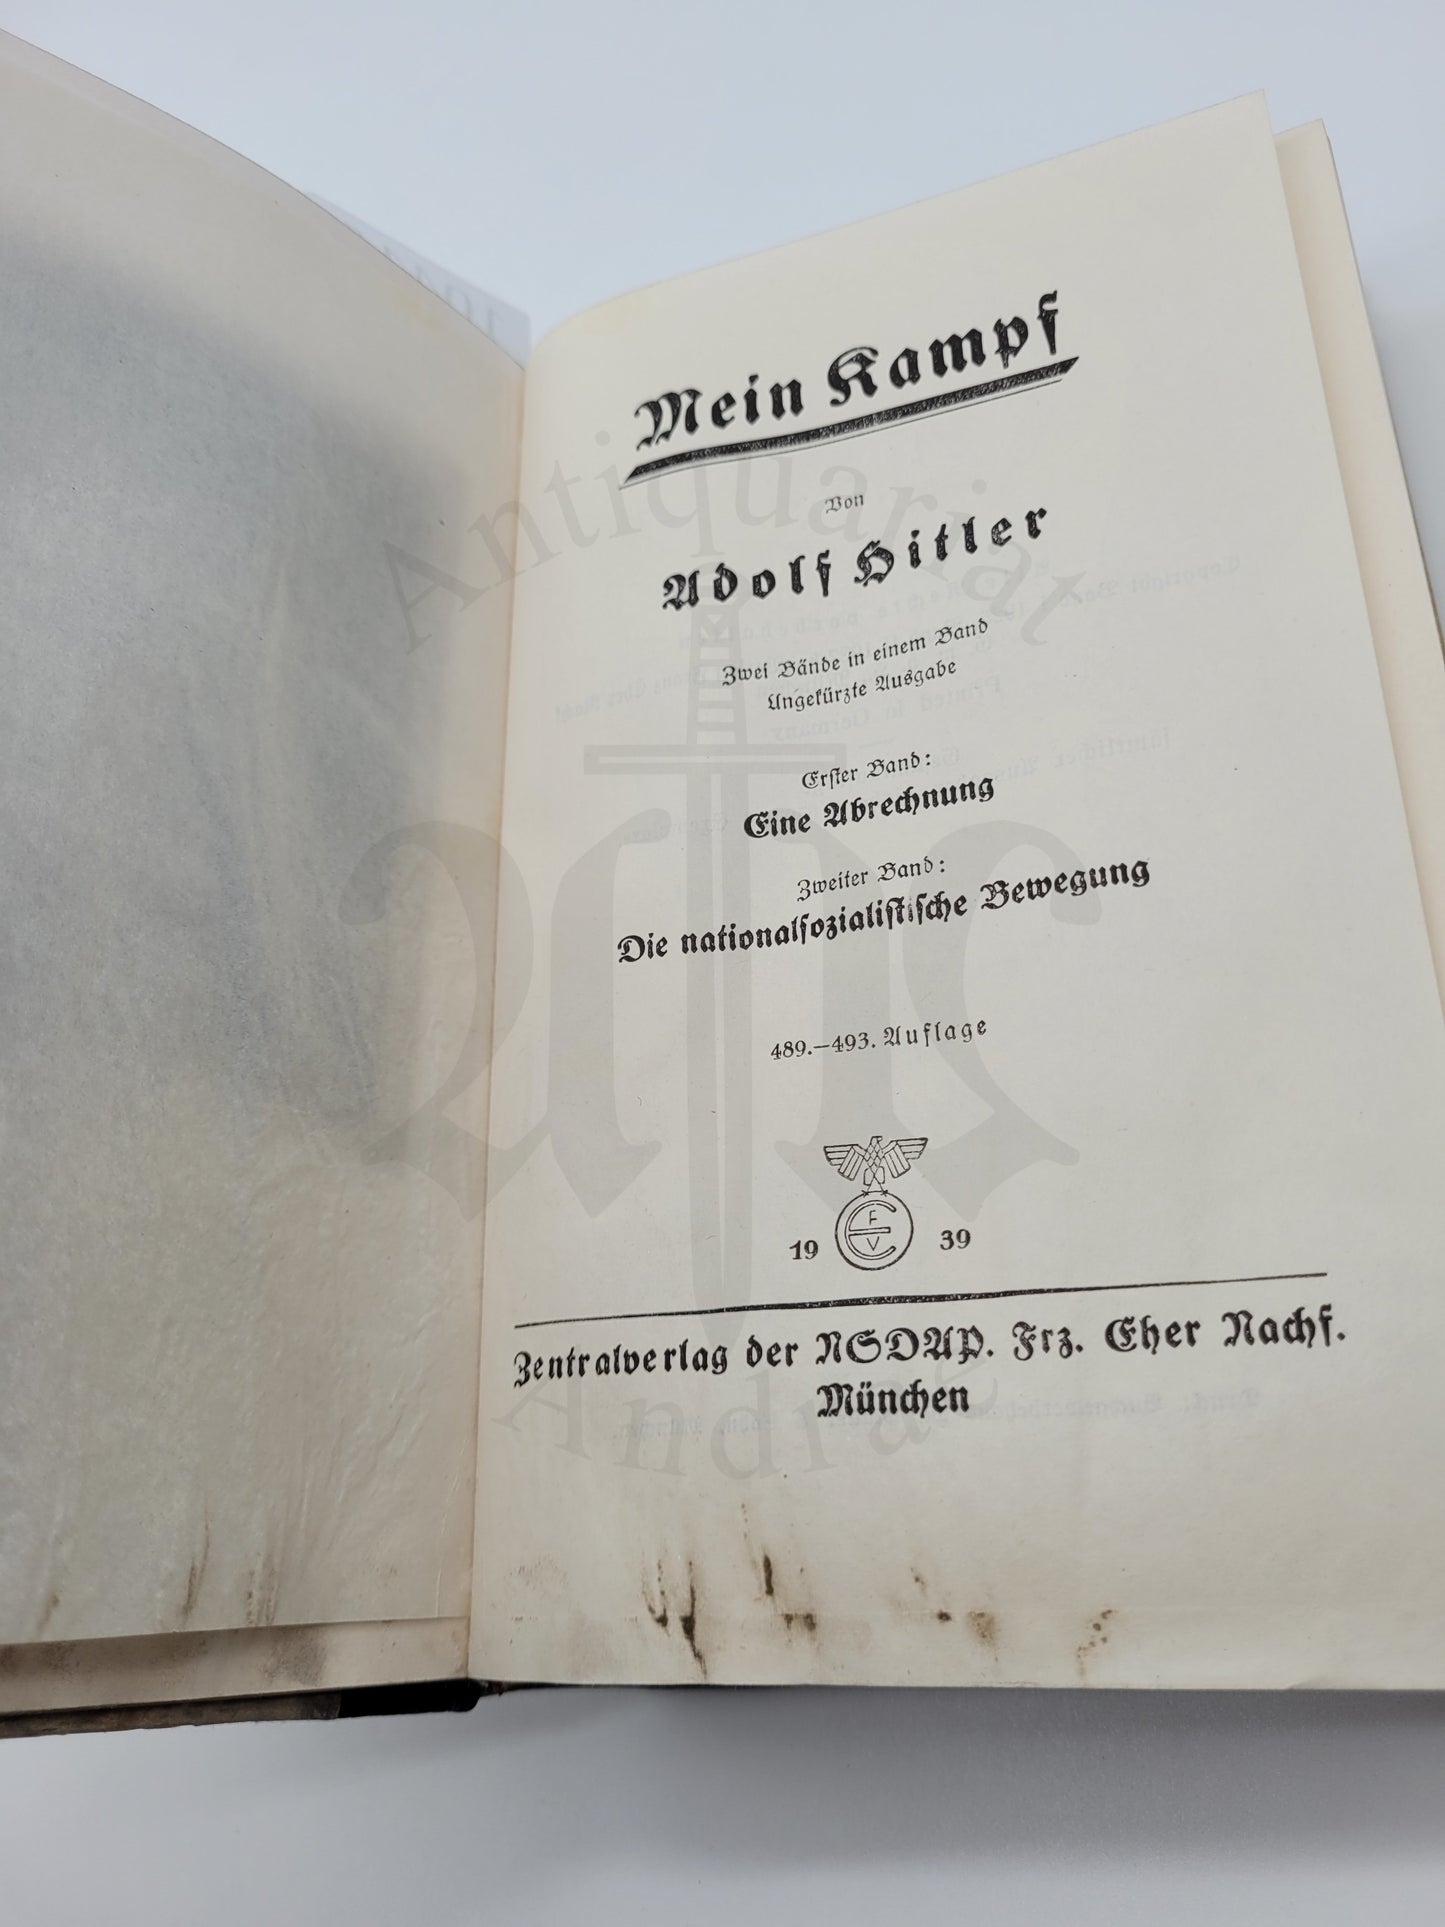 Mein Kampf
Von
Adolf Hitler
Zwei Bände in einem Band
Ungekürzte Ausgabe
Erster Band:
Eine Abrechnung
Zweiter Band:
Die nationalsozialistische Bewegung
489.–493. Auflage
F
E
V
19 39
Zentralverlag der NSDAP. Frz. Eher Nachf.
München
Antiquariat
Andraz